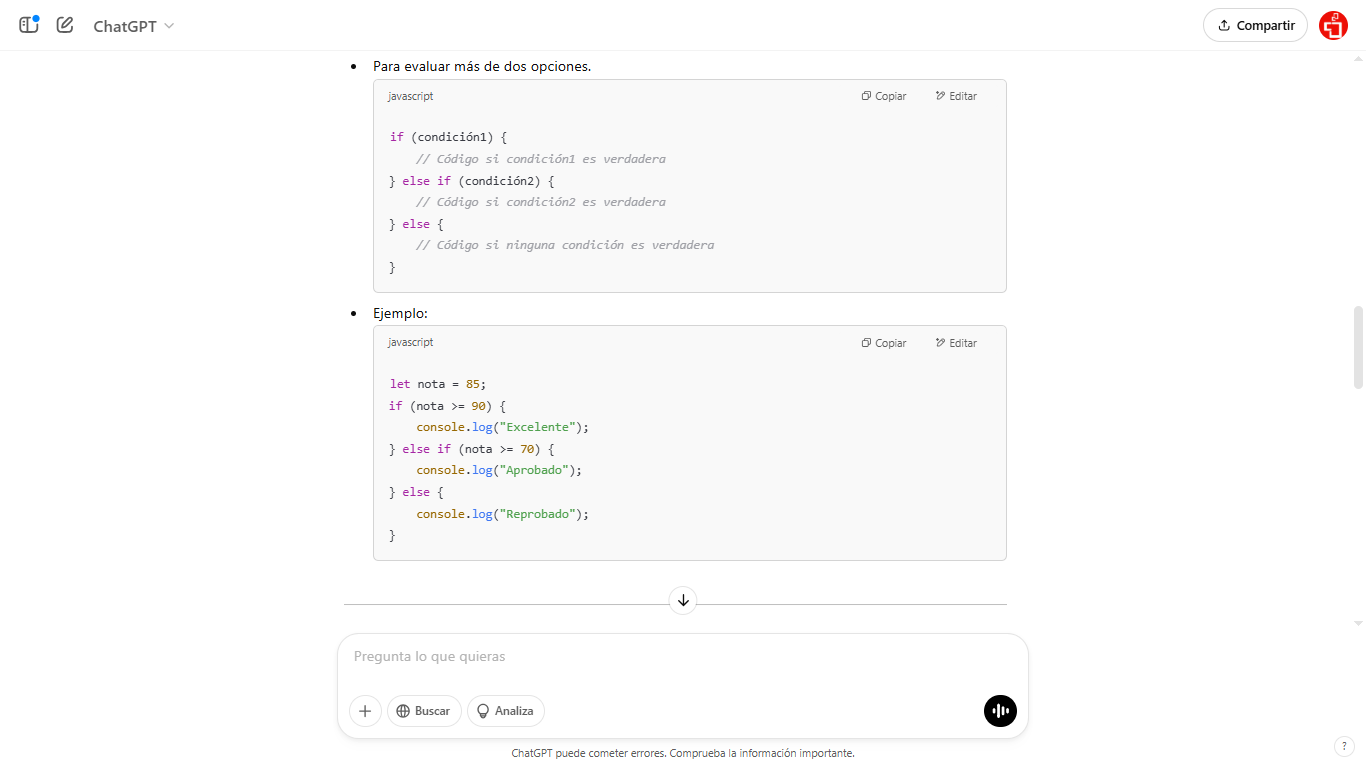 ChatGPT
Compartir
• Para evaluar más de dos opciones.
javascript
Copiar
Editar
if (condición1) {
    // Código si condición1 es verdadera
} else if (condición2) {
    // Código si condición2 es verdadera
} else {
    // Código si ninguna condición es verdadera
}
• Ejemplo:
javascript
Copiar
Editar
let nota = 85;
if (nota >= 90) {
    console.log("Excelente");
} else if (nota >= 70) {
    console.log("Aprobado");
} else {
    console.log("Reprobado");
}
Pregunta lo que quieras
Buscar
Analiza
ChatGPT puede cometer errores. Comprueba la información importante.
?